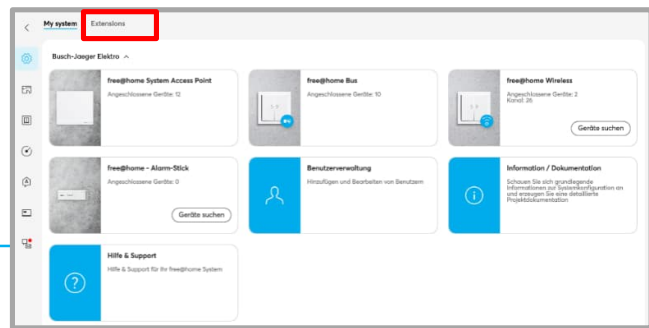 My system Extensions
Busch-Jaeger Elektro
free@home System Access Point
Angeschlossene Geräte: 12
free@home Bus
Angeschlossene Geräte: 10
free@home Wireless
Angeschlossene Geräte: 2
Kanal: 26
Geräte suchen
free@home - Alarm-Stick
Angeschlossene Geräte: 0
Geräte suchen
Benutzerverwaltung
Hinzufügen und Bearbeiten von Benutzern
Information / Dokumentation
Schauen Sie sich grundlegende
Informationen zur Systemkonfiguration an
und erzeugen Sie eine detaillierte
Projektdokumentation
Hilfe & Support
Hilfe & Support für Ihr free@home System